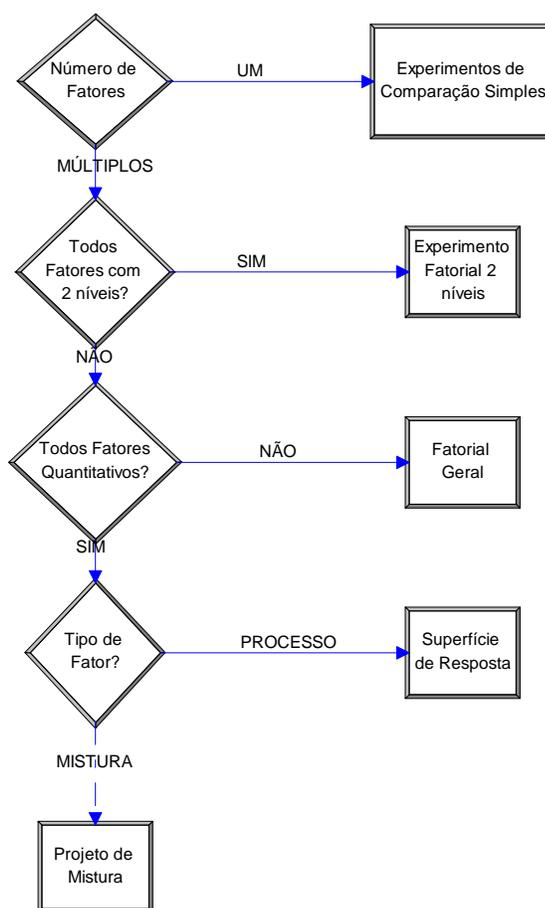 Número de
Fatores
UM
Experimentos de
Comparação Simples
MÚLTIPLOS
Todos
Fatores com
2 níveis?
SIM
Experimento
Fatorial 2
níveis
NÃO
Todos Fatores
Quantitativos?
NÃO
Fatorial
Geral
SIM
Tipo de
Fator?
PROCESSO
Superfície
de Resposta
MISTURA
Projeto de
Mistura